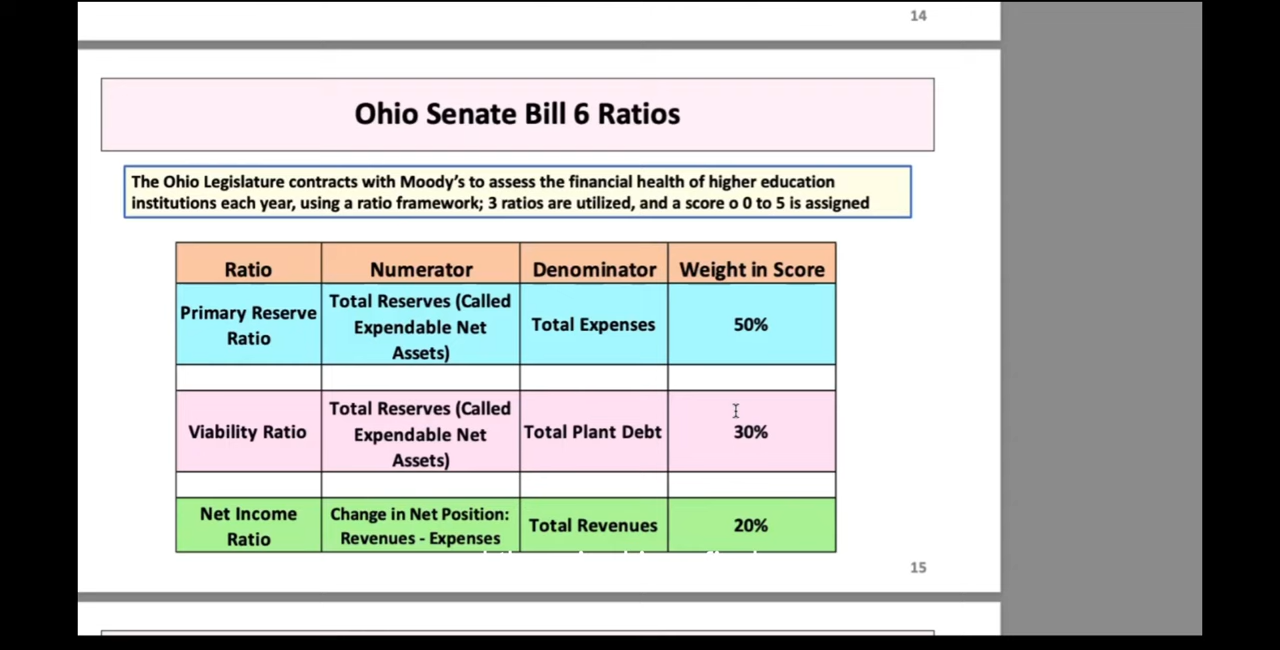 14
Ohio Senate Bill 6 Ratios
The Ohio Legislature contracts with Moody's to assess the financial health of higher education
institutions each year, using a ratio framework; 3 ratios are utilized, and a score o 0 to 5 is assigned
Ratio Numerator Denominator Weight in Score
Primary Reserve
Ratio
Total Reserves (Called
Expendable Net
Assets)
Total Expenses
50%
Viability Ratio
Total Reserves (Called
Expendable Net
Assets)
Total Plant Debt
30%
Net Income
Ratio
Change in Net Position:
Revenues - Expenses
Total Revenues
20%
15